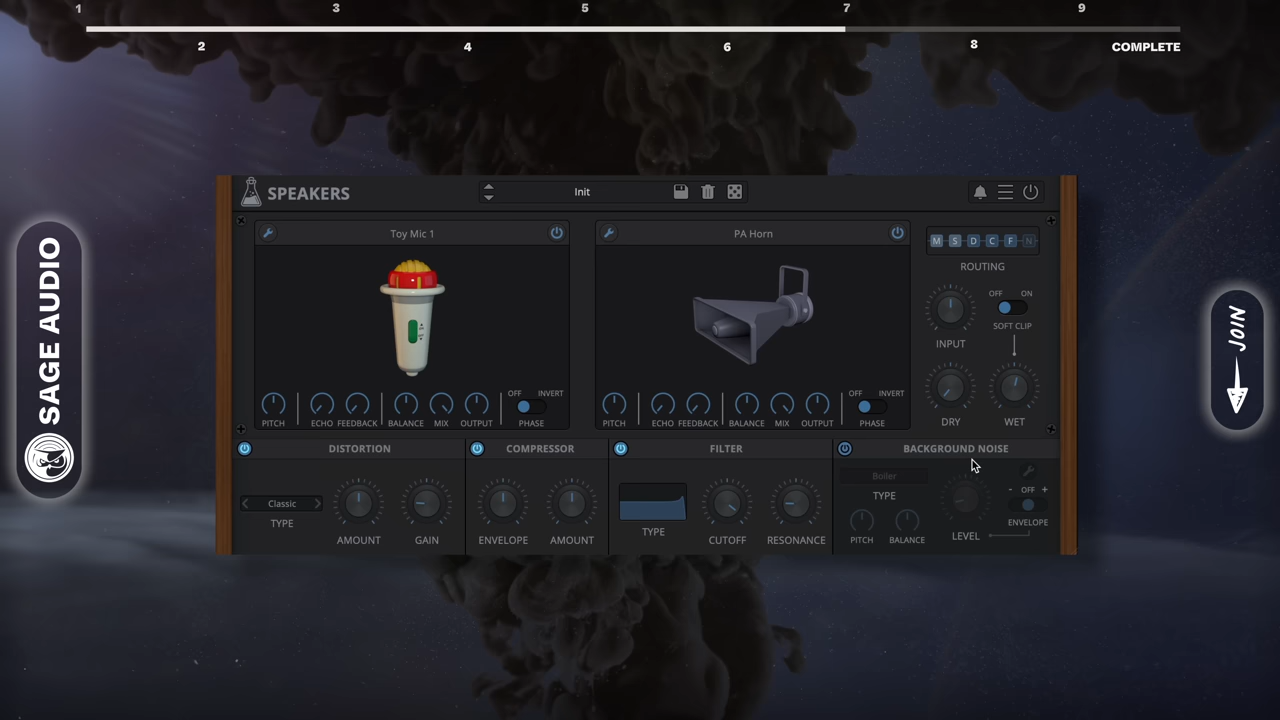 1 3 5 7 9
2 4 6 8 COMPLETE
SAGE AUDIO
JOIN
SPEAKERS
Init
Toy Mic 1
PA Horn
M S D C F N
ROUTING
OFF ON
SOFT CLIP
INPUT
DRY
WET
PITCH ECHO FEEDBACK BALANCE MIX OUTPUT
OFF INVERT
PHASE
PITCH ECHO FEEDBACK BALANCE MIX OUTPUT
OFF INVERT
PHASE
DISTORTION
Classic
TYPE
AMOUNT
GAIN
COMPRESSOR
ENVELOPE
AMOUNT
FILTER
TYPE
CUTOFF
RESONANCE
BACKGROUND NOISE
Boiler
TYPE
PITCH
BALANCE
LEVEL
- OFF +
ENVELOPE